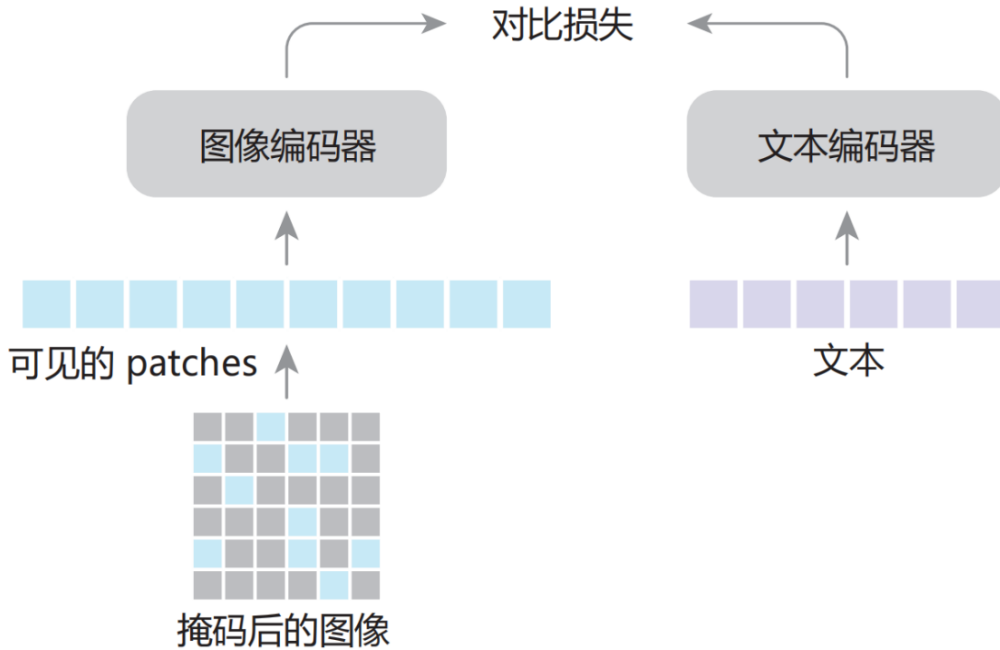 对比损失
图像编码器
文本编码器
可见的 patches
文本
掩码后的图像